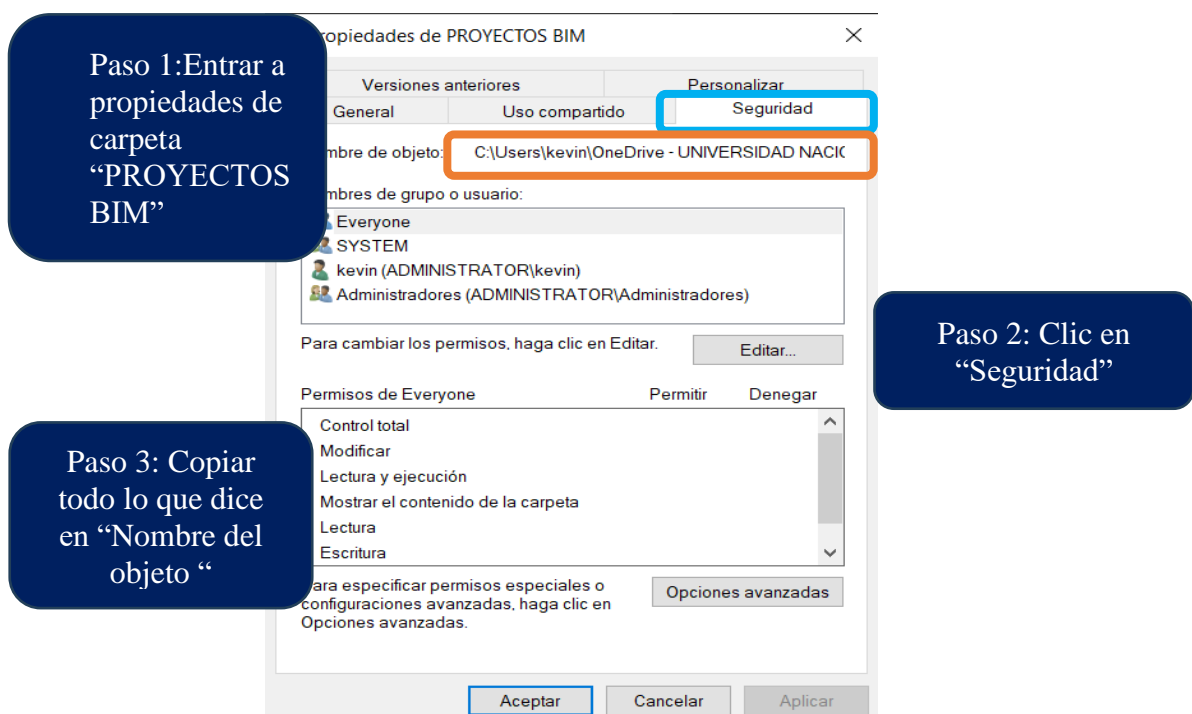 Paso 1:Entrar a
propiedades de
carpeta
“PROYECTOS
BIM”
opiedades de PROYECTOS BIM
Versiones anteriores
Personalizar
General
Uso compartido
Seguridad
mbre de objeto:
C:\Users\kevin\OneDrive - UNIVERSIDAD NACIC
mbres de grupo o usuario:
Everyone
SYSTEM
kevin (ADMINISTRATOR\kevin)
Administradores (ADMINISTRATOR\Administradores)
Para cambiar los permisos, haga clic en Editar.
Editar...
Paso 2: Clic en
“Seguridad”
Permisos de Everyone
Permitir
Denegar
Control total
Modificar
Lectura y ejecución
Mostrar el contenido de la carpeta
Lectura
Escritura
Paso 3: Copiar
todo lo que dice
en “Nombre del
objeto “
ara especificar permisos especiales o
configuraciones avanzadas, haga clic en
Opciones avanzadas.
Opciones avanzadas
Aceptar
Cancelar
Aplicar